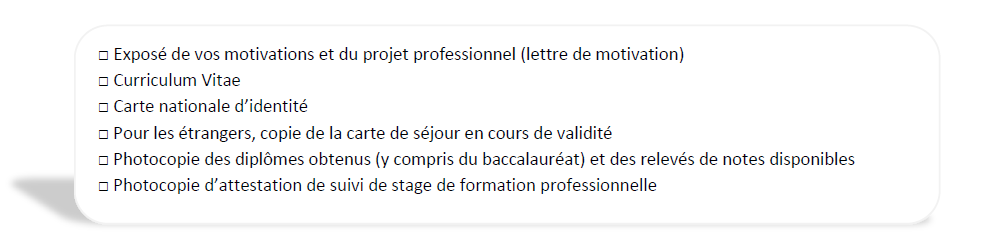 □ Exposé de vos motivations et du projet professionnel (lettre de motivation)
□ Curriculum Vitae
□ Carte nationale d’identité
□ Pour les étrangers, copie de la carte de séjour en cours de validité
□ Photocopie des diplômes obtenus (y compris du baccalauréat) et des relevés de notes disponibles
□ Photocopie d’attestation de suivi de stage de formation professionnelle